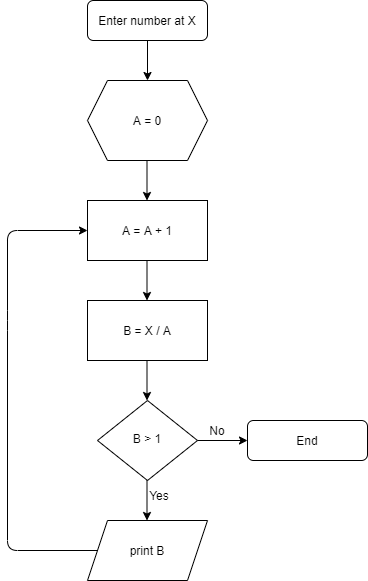 Enter number at X
A = 0
A = A + 1
B = X / A
B > 1
No
End
Yes
print B